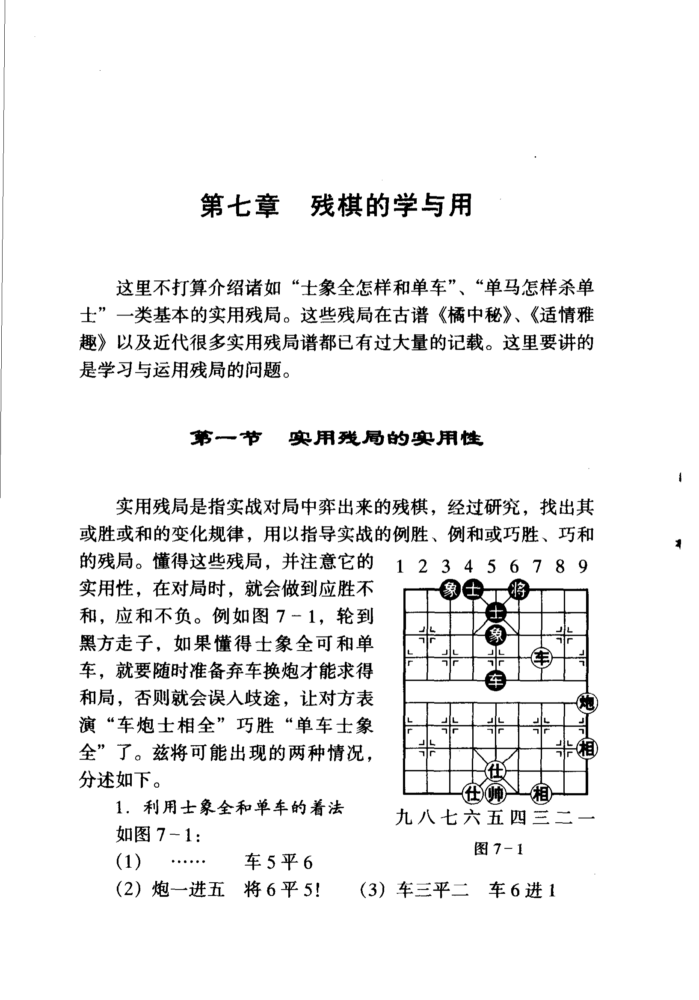 第七章　残棋的学与用
这里不打算介绍诸如“士象全怎样和单车”、“单马怎样杀单
士”一类基本的实用残局。这些残局在古谱《橘中秘》、《适情雅
趣》以及近代很多实用残局谱都已有过大量的记载。这里要讲的
是学习与运用残局的问题。
第一节　实用残局的实用性
实用残局是指实战对局中弈出来的残棋，经过研究，找出其
或胜或和的变化规律，用以指导实战的例胜、例和或巧胜、巧和
的残局。懂得这些残局，并注意它的
实用性，在对局时，就会做到应胜不
和，应和不负。例如图 7－1，轮到
黑方走子，如果懂得士象全可和单
车，就要随时准备弃车换炮才能求得
和局，否则就会误入歧途，让对方表
演“车炮士相全”巧胜“单车士象
全”了。兹将可能出现的两种情况，
分述如下。
1 2 3 4 5 6 7 8 9
象 士 将
士
象
车
车
炮
相
仕
仕 帅 相
九 八 七 六 五 四 三 二 一
图 7－1
1．利用士象全和单车的着法
如图 7－1：
（1） …… 车 5 平 6
（2）炮一进五 将 6 平 5！ （3）车三平二 车 6 进 1